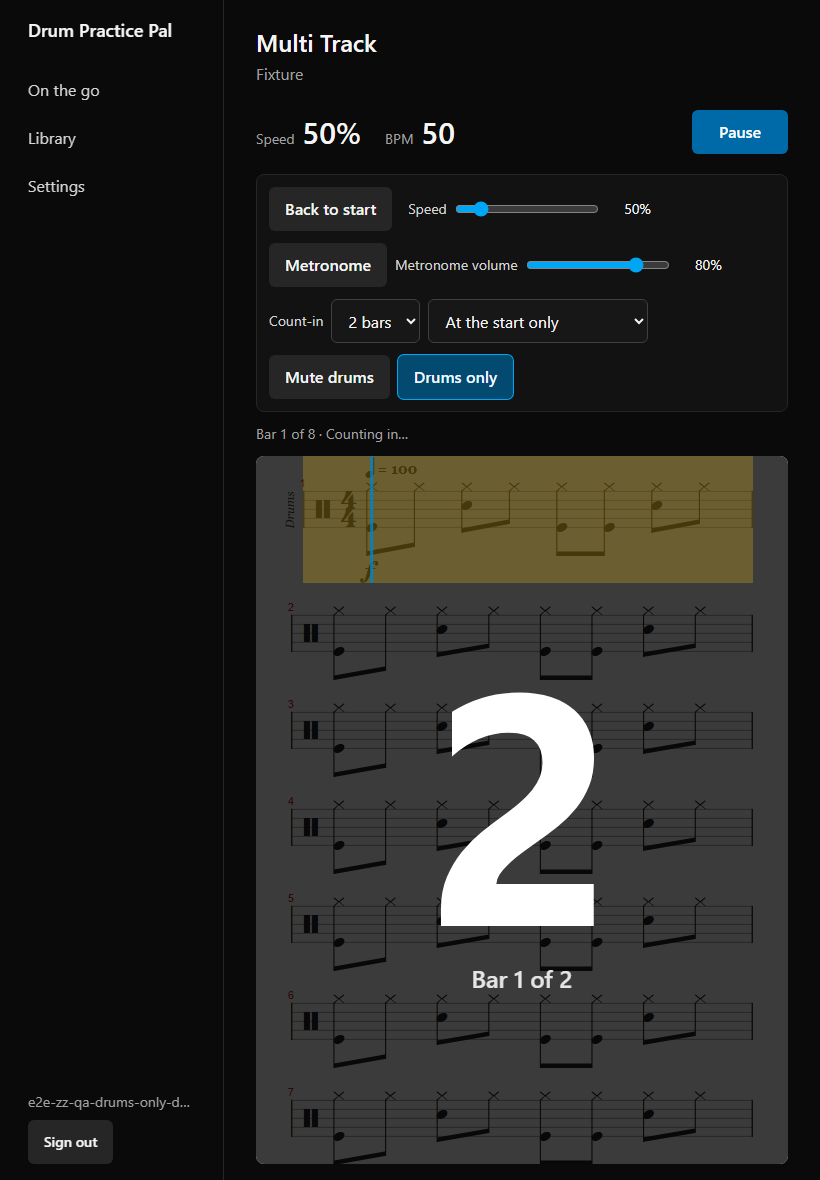 Drum Practice Pal
On the go
Library
Settings
e2e-zz-qa-drums-only-d...
Sign out
Multi Track
Fixture
Speed 50% BPM 50
Pause
Back to start Speed 50%
Metronome Metronome volume 80%
Count-in 2 bars At the start only
Mute drums Drums only
Bar 1 of 8 · Counting in...
= 100
1
Drums
4
4
f
2
3
4
5
6
7
2
Bar 1 of 2